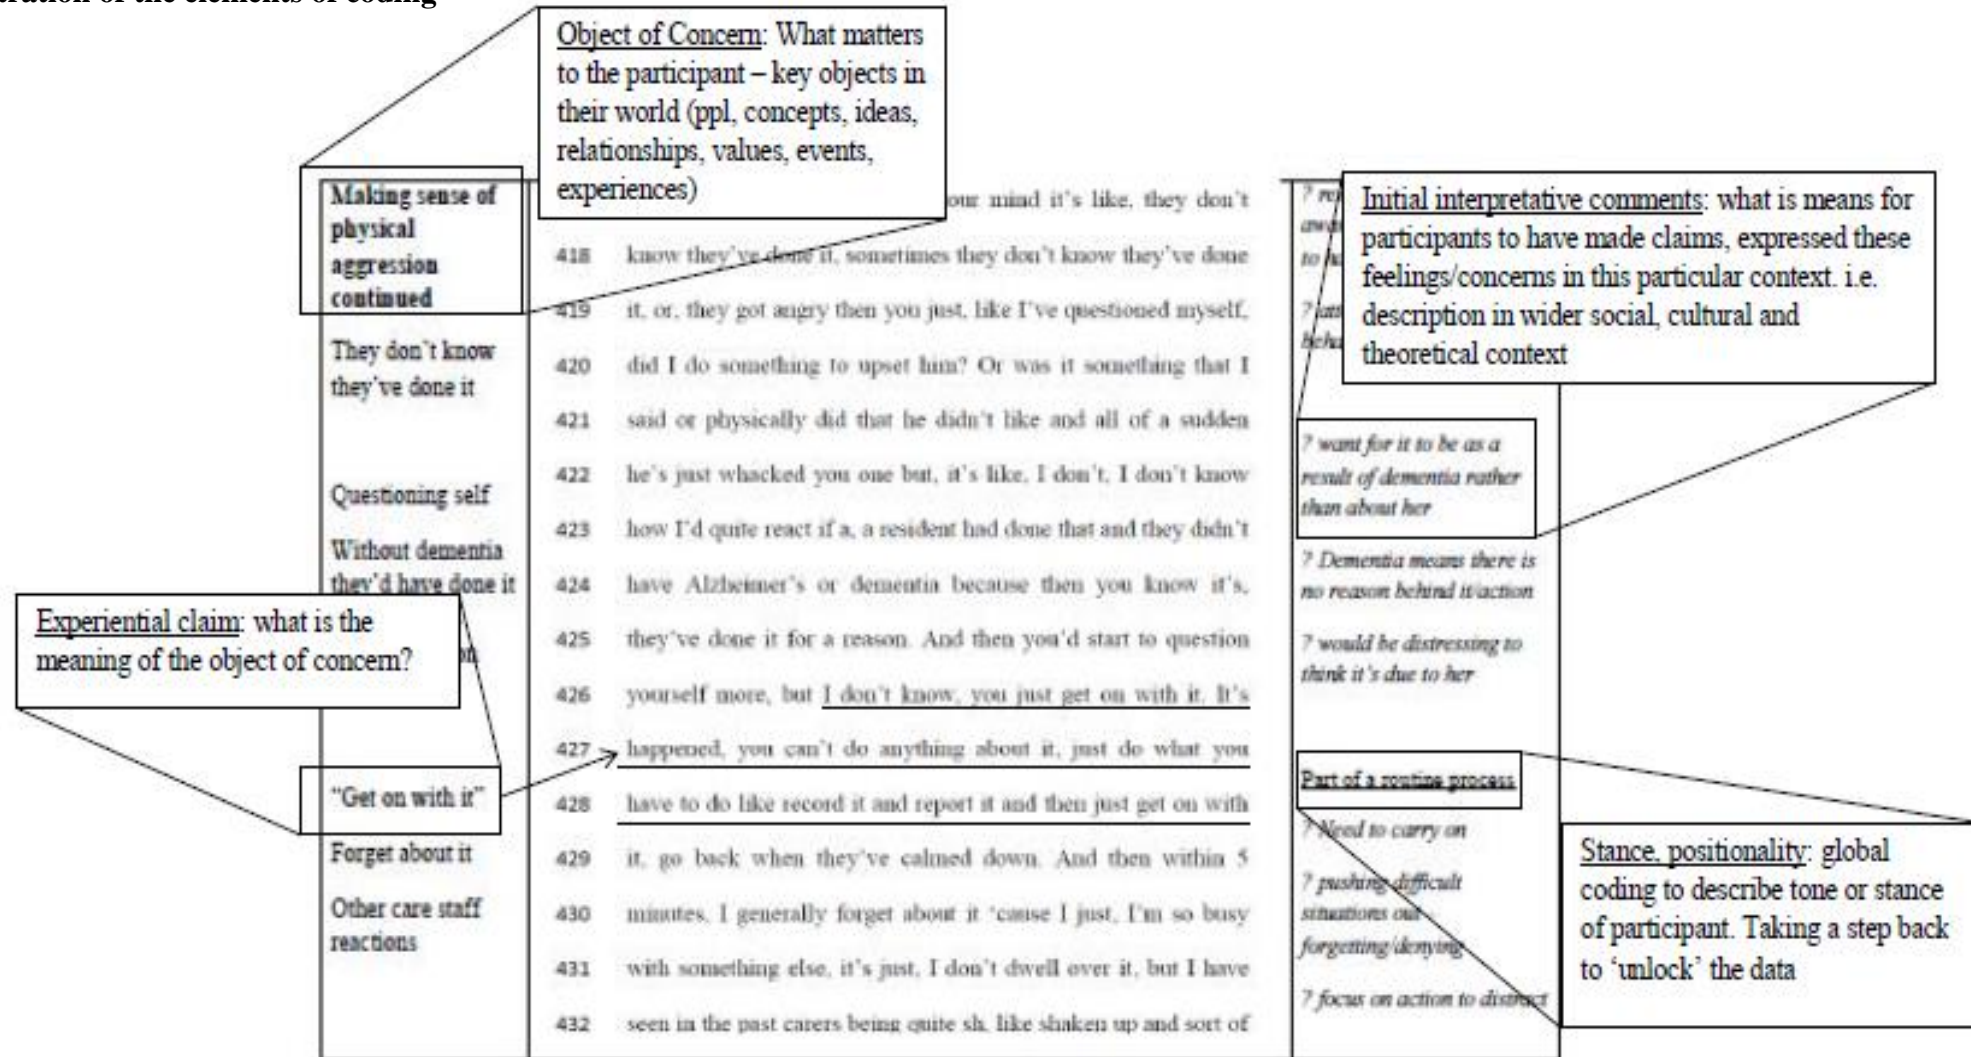 tration of the elements of coding
Object of Concern: What matters
to the participant – key objects in
their world (ppl, concepts, ideas,
relationships, values, events,
experiences)
Initial interpretative comments: what is means for
participants to have made claims, expressed these
feelings/concerns in this particular context. i.e.
description in wider social, cultural and
theoretical context
Making sense of
physical
aggression
continued
They don't know
they've done it
Questioning self
Without dementia
they'd have done it
Experiential claim: what is the
meaning of the object of concern?
"Get on with it"
Forget about it
Other care staff
reactions
our mind it's like, they don't
418 know they've done it, sometimes they don't know they've done
419 it, or, they got angry then you just, like I've questioned myself,
420 did I do something to upset him? Or was it something that I
421 said or physically did that he didn't like and all of a sudden
422 he's just whacked you one but, it's like, I don't, I don't know
423 how I'd quite react if a, a resident had done that and they didn't
424 have Alzheimer's or dementia because then you know it's,
425 they've done it for a reason. And then you'd start to question
426 yourself more, but I don't know, you just get on with it. It's
427 happened, you can't do anything about it, just do what you
428 have to do like record it and report it and then just get on with
429 it, go back when they've calmed down. And then within 5
430 minutes, I generally forget about it 'cause I just, I'm so busy
431 with something else, it's just, I don't dwell over it, but I have
432 seen in the past carers being quite sh, like shaken up and sort of
? want for it to be as a
result of dementia rather
than about her
? Dementia means there is
no reason behind it/action
? would be distressing to
think it's due to her
Part of a routine process
? Need to carry on
? pushing difficult
situations out
forgetting/denying
? focus on action to distract
Stance, positionality: global
coding to describe tone or stance
of participant. Taking a step back
to 'unlock' the data